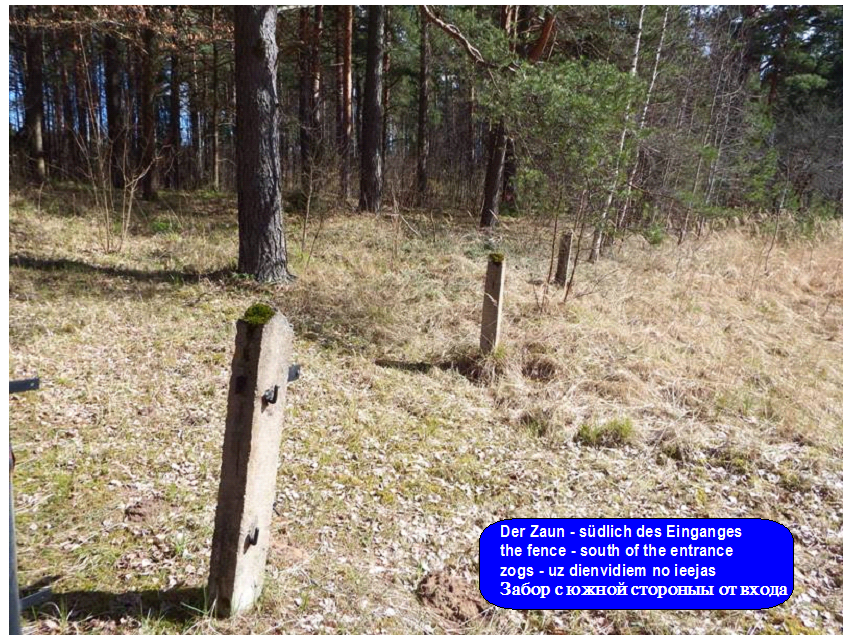 Der Zaun - südlich des Einganges
the fence - south of the entrance
zogs - uz dienvidiem no ieejas
Забор с южной стороныы от входа